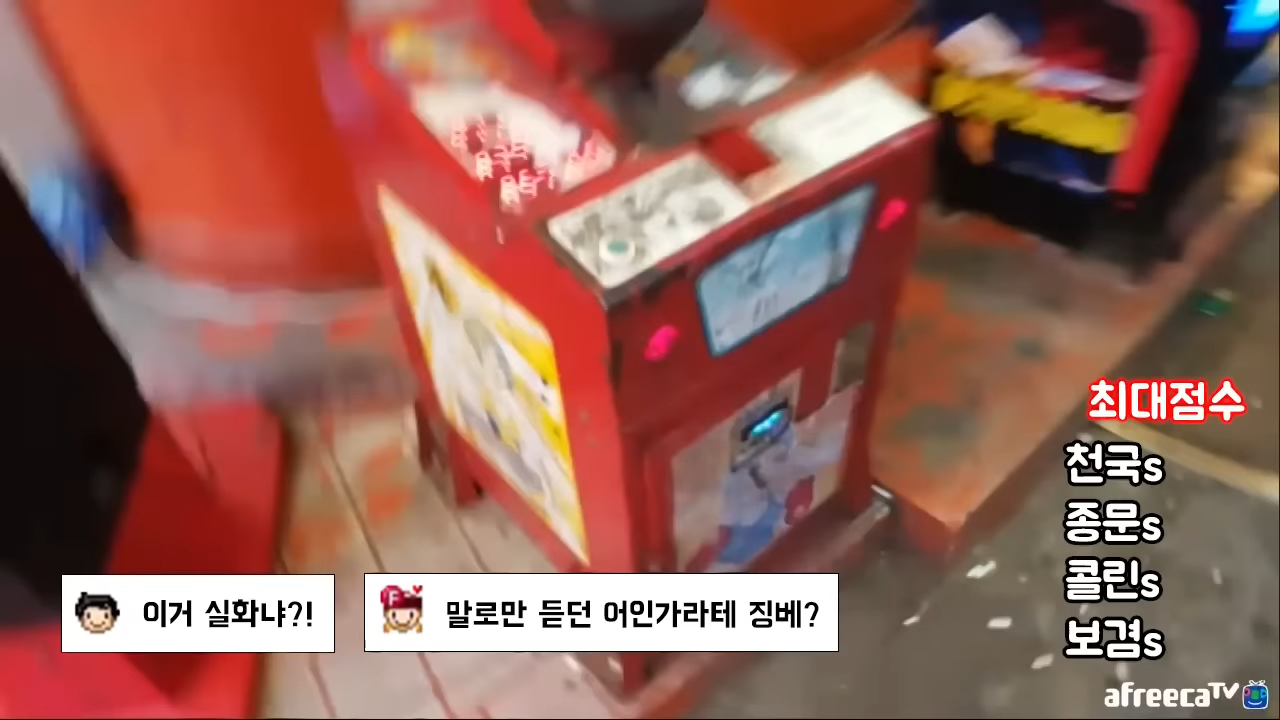 최대점수
천국s
종문s
콜린s
보겸s
이거 실화냐?!
말로만 듣던 어인가라테 징베?
afreecaTV